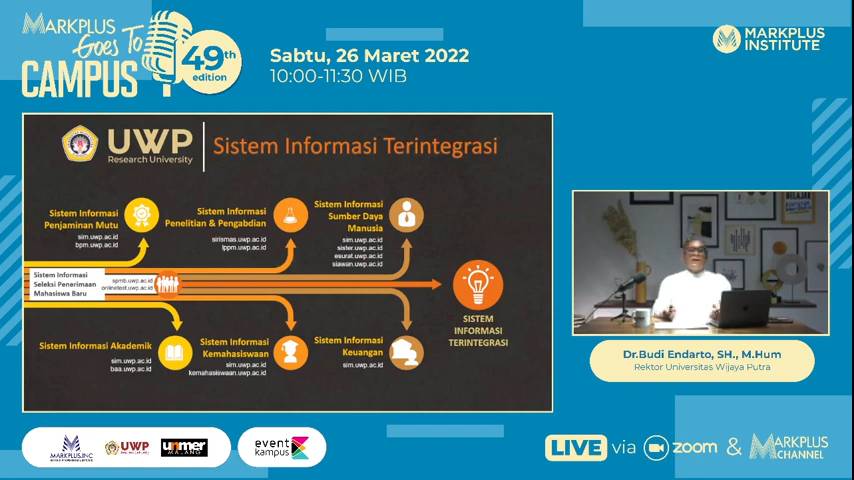 MARKPLUS
Goes To
CAMPUS
49th
edition
Sabtu, 26 Maret 2022
10:00-11:30 WIB
MARKPLUS
INSTITUTE
UWP
Research University
Sistem Informasi Terintegrasi
Sistem Informasi
Penjaminan Mutu
sim.uwp.ac.id
bpm.uwp.ac.id
Sistem Informasi
Penelitian & Pengabdian
sirismas.uwp.ac.id
lppm.uwp.ac.id
Sistem Informasi
Sumber Daya
Manusia
sim.uwp.ac.id
sister.uwp.ac.id
esurat.uwp.ac.id
siawan.uwp.ac.id
Sistem Informasi
Seleksi Penerimaan
Mahasiswa Baru
spmb.uwp.ac.id
onlinetest.uwp.ac.id
SISTEM
INFORMASI
TERINTEGRASI
Sistem Informasi Akademik
sim.uwp.ac.id
baa.uwp.ac.id
Sistem Informasi
Kemahasiswaan
sim.uwp.ac.id
kemahasiswaan.uwp.ac.id
Sistem Informasi
Keuangan
sim.uwp.ac.id
Dr.Budi Endarto, SH., M.Hum
Rektor Universitas Wijaya Putra
MARKPLUS.INC
UWP
unmer
MALANG
event
kampus
LIVE via zoom & MARKPLUS
CHANNEL